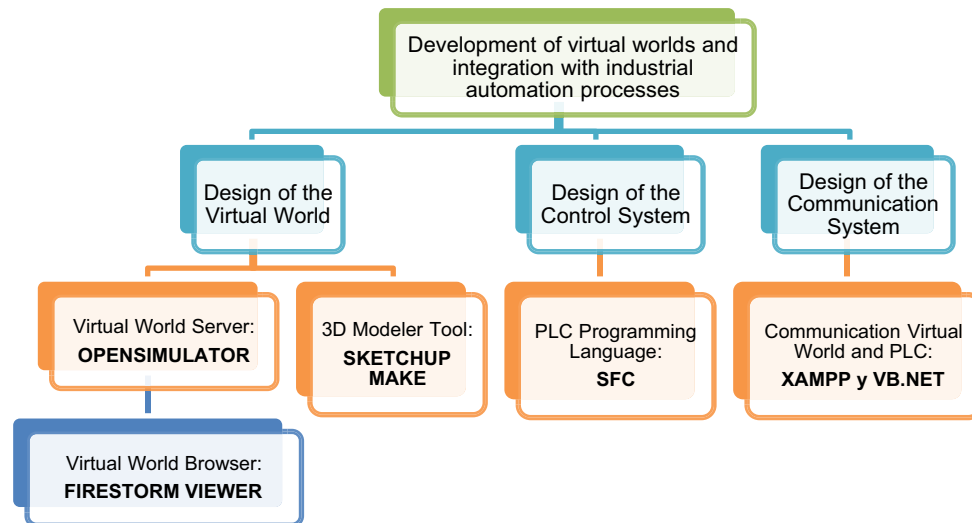 Development of virtual worlds and
integration with industrial
automation processes
Design of the
Virtual World
Design of the
Control System
Design of the
Communication
System
Virtual World Server:
OPENSIMULATOR
3D Modeler Tool:
SKETCHUP
MAKE
PLC Programming
Language:
SFC
Communication Virtual
World and PLC:
XAMPP y VB.NET
Virtual World Browser:
FIRESTORM VIEWER